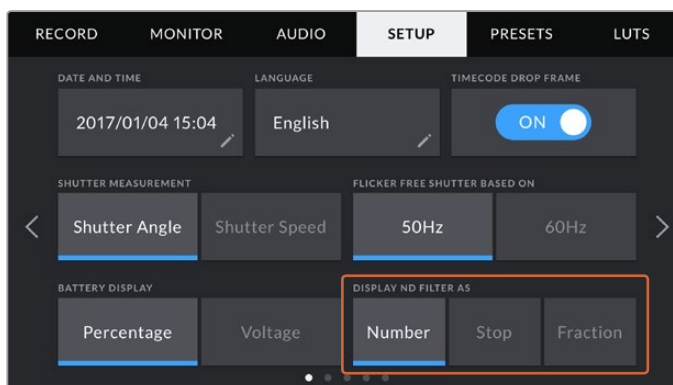 RECORD MONITOR AUDIO SETUP PRESETS LUTS
DATE AND TIME LANGUAGE TIMECODE DROP FRAME
2017/01/04 15:04 English ON
SHUTTER MEASUREMENT FLICKER FREE SHUTTER BASED ON
Shutter Angle Shutter Speed 50Hz 60Hz
BATTERY DISPLAY DISPLAY ND FILTER AS
Percentage Voltage Number Stop Fraction